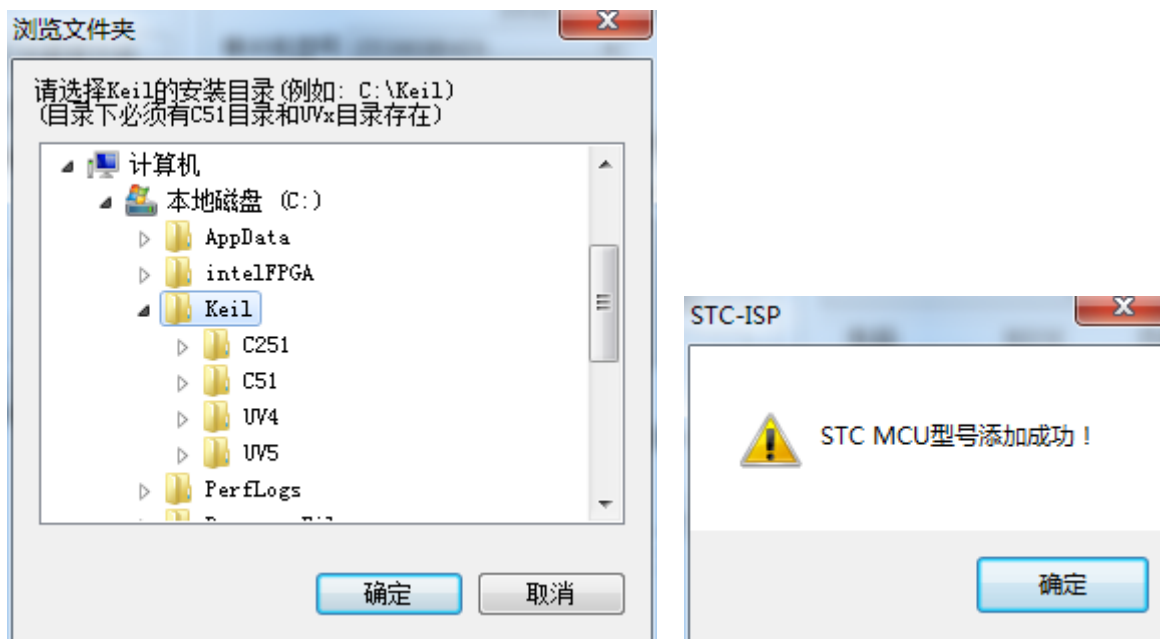 浏览文件夹
请选择Keil的安装目录(例如: C:\Keil)
(目录下必须有C51目录和UVx目录存在)
计算机
本地磁盘 (C:)
AppData
intelFPGA
Keil
C251
C51
UV4
UV5
PerfLogs
确定
取消
STC-ISP
STC MCU型号添加成功！
确定